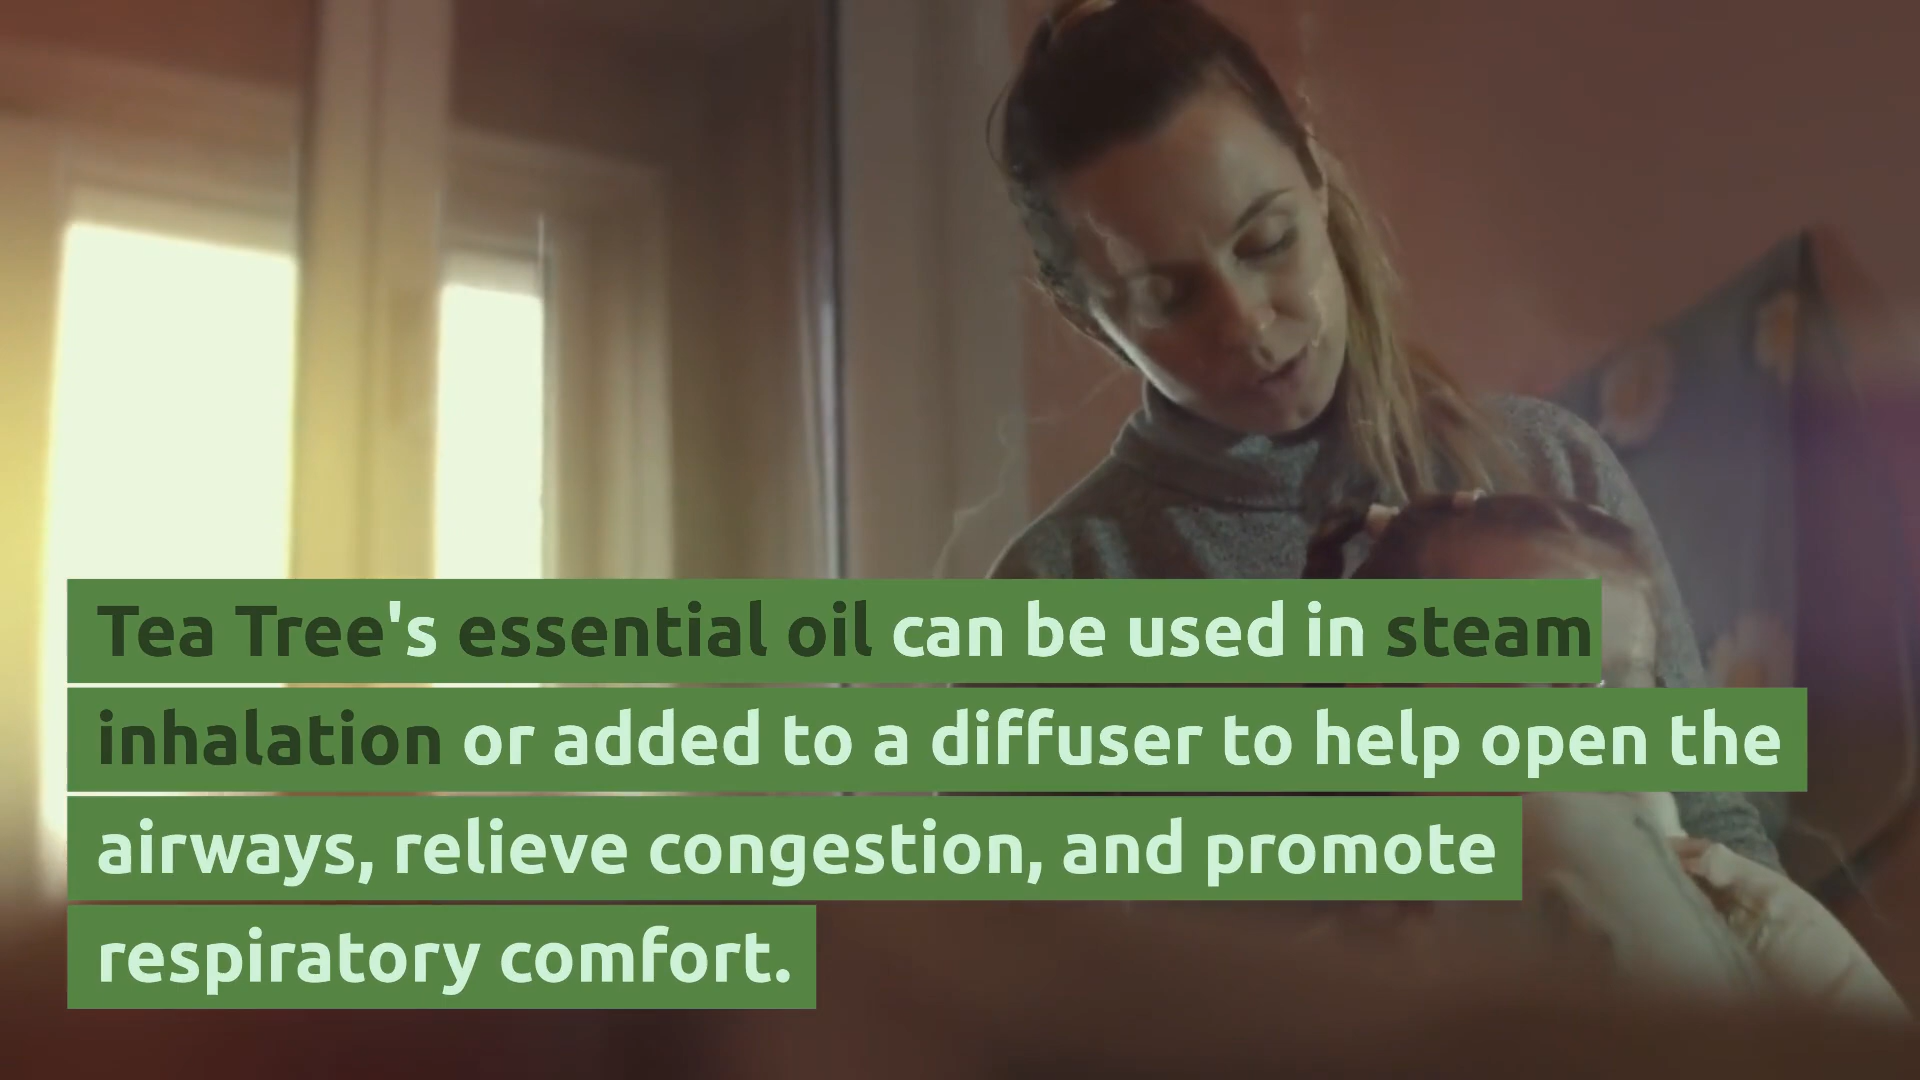 Tea Tree's essential oil can be used in steam
inhalation or added to a diffuser to help open the
airways, relieve congestion, and promote
respiratory comfort.